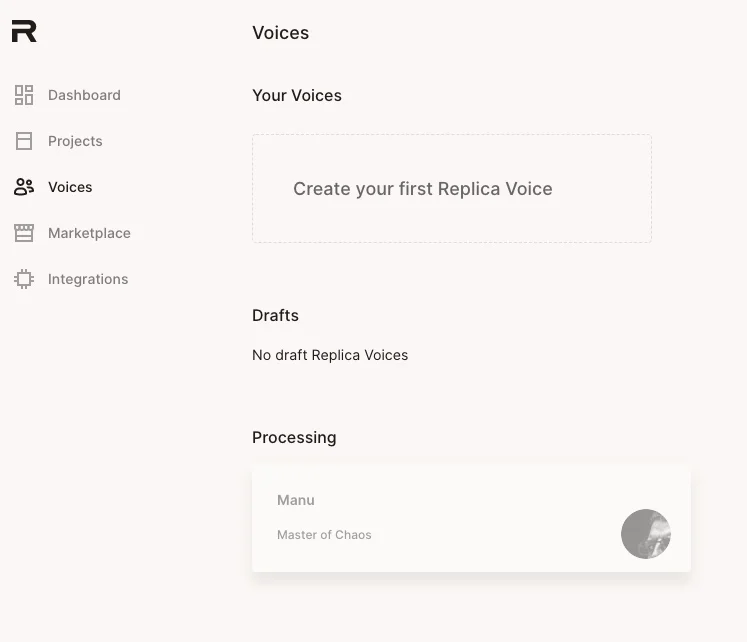 R
Voices
Dashboard
Projects
Voices
Marketplace
Integrations
Your Voices
Create your first Replica Voice
Drafts
No draft Replica Voices
Processing
Manu
Master of Chaos